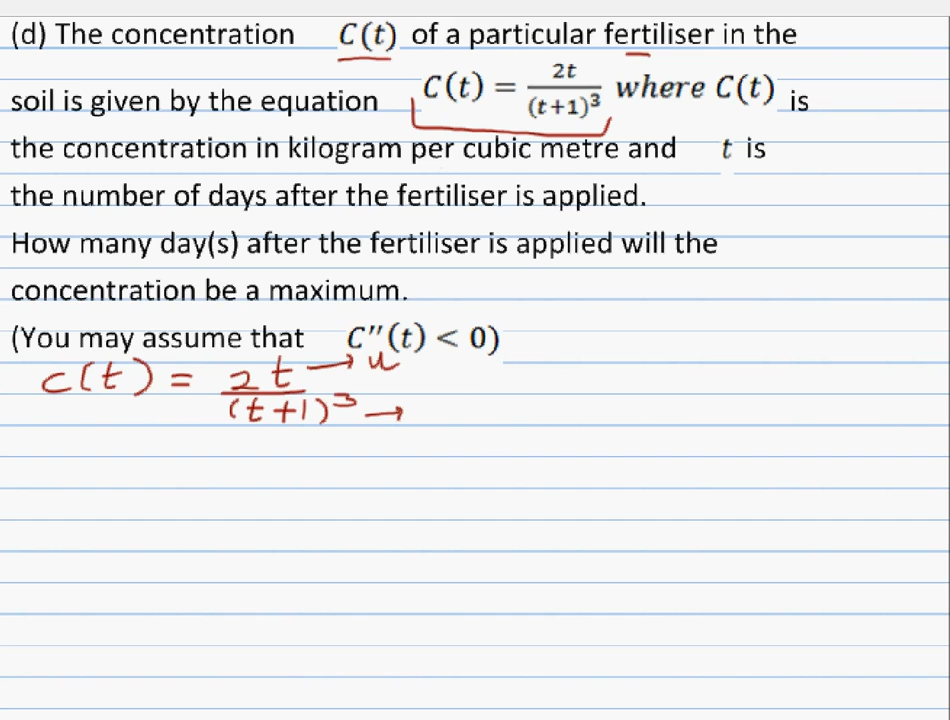 (d) The concentration C(t) of a particular fertiliser in the
soil is given by the equation C(t) = 2t/(t+1)³ where C(t) is
the concentration in kilogram per cubic metre and t is
the number of days after the fertiliser is applied.
How many day(s) after the fertiliser is applied will the
concentration be a maximum.
(You may assume that C''(t) < 0)
c(t) = 2t/(t+1)³ → u →